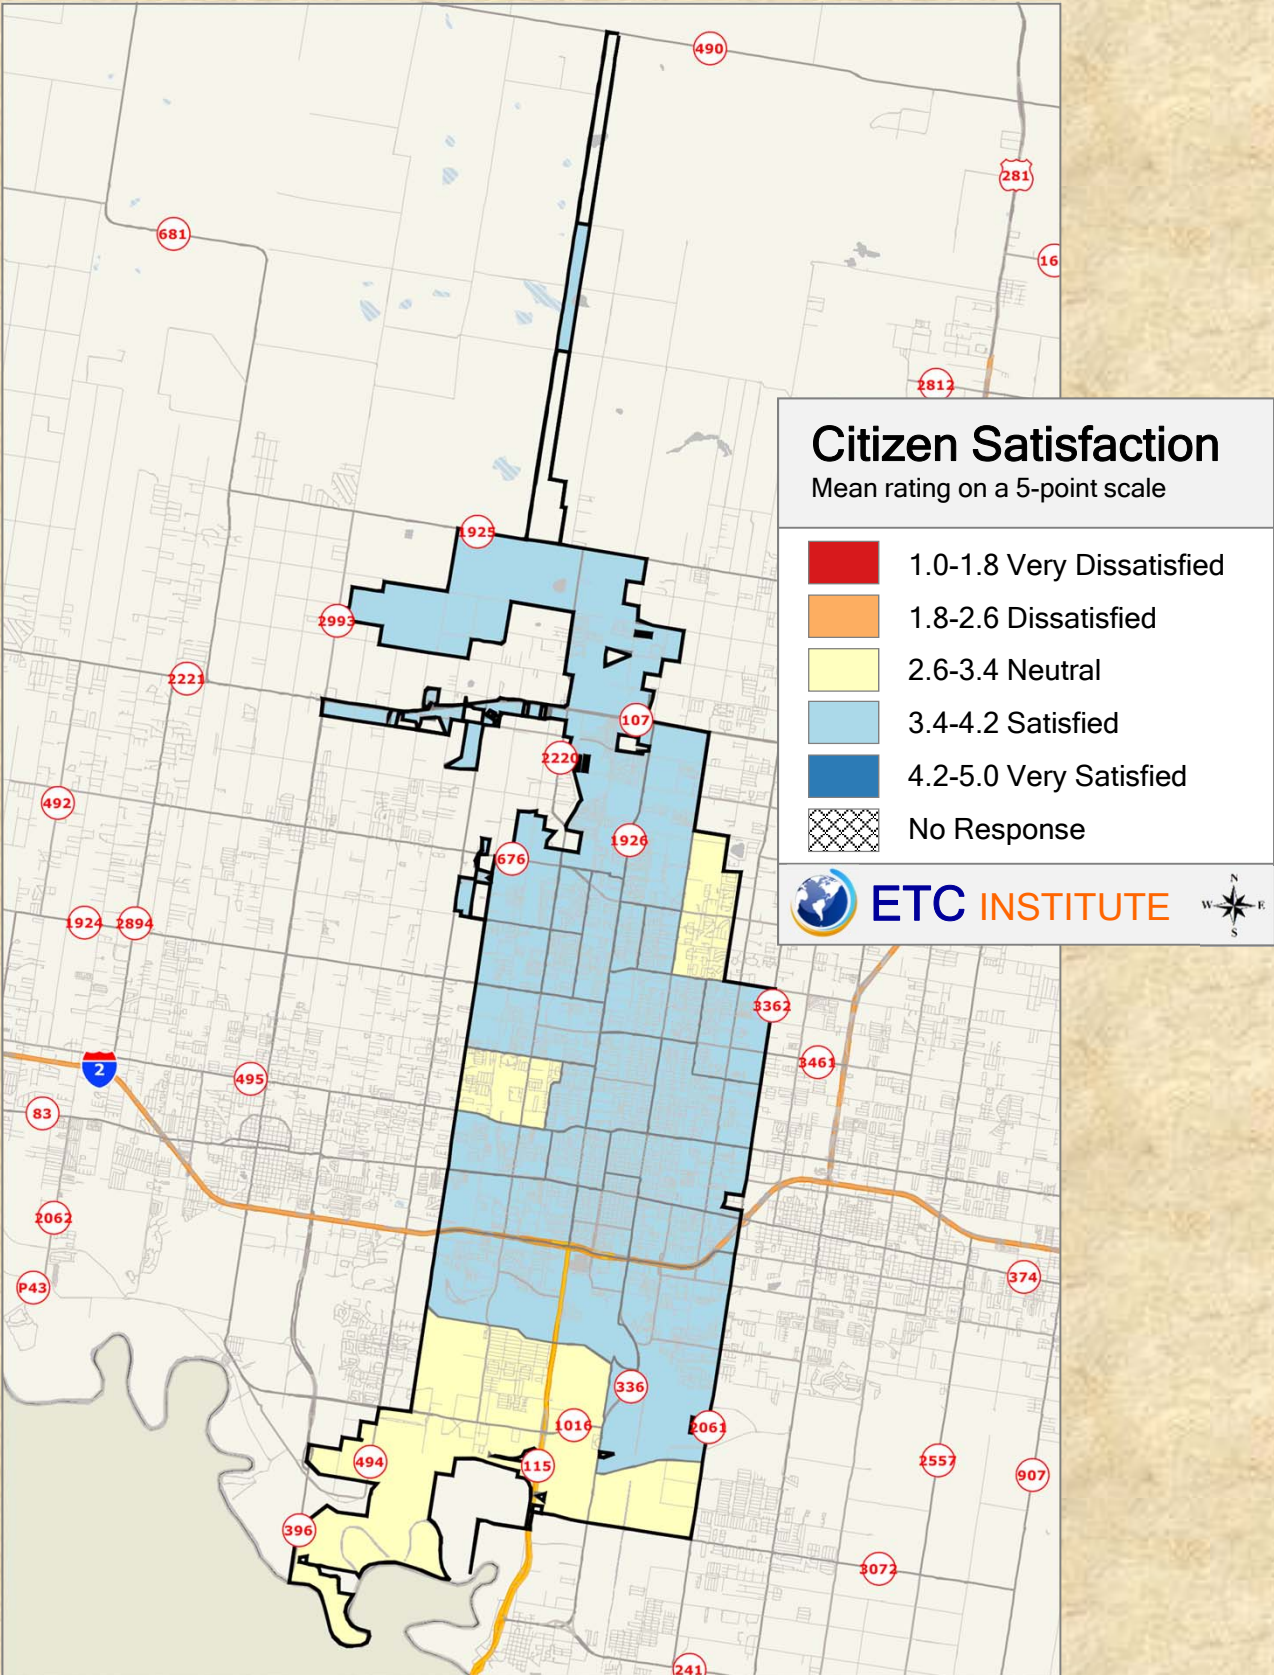 490
281
681
16
2812
Citizen Satisfaction
Mean rating on a 5-point scale
1.0-1.8 Very Dissatisfied
1.8-2.6 Dissatisfied
2.6-3.4 Neutral
3.4-4.2 Satisfied
4.2-5.0 Very Satisfied
No Response
ETC INSTITUTE
N
W E
S
1925
2993
2221
107
2220
492
1926
676
1924
2894
3362
3461
2
495
83
2062
374
P43
336
1016
2061
494
115
2557
907
396
3072
241